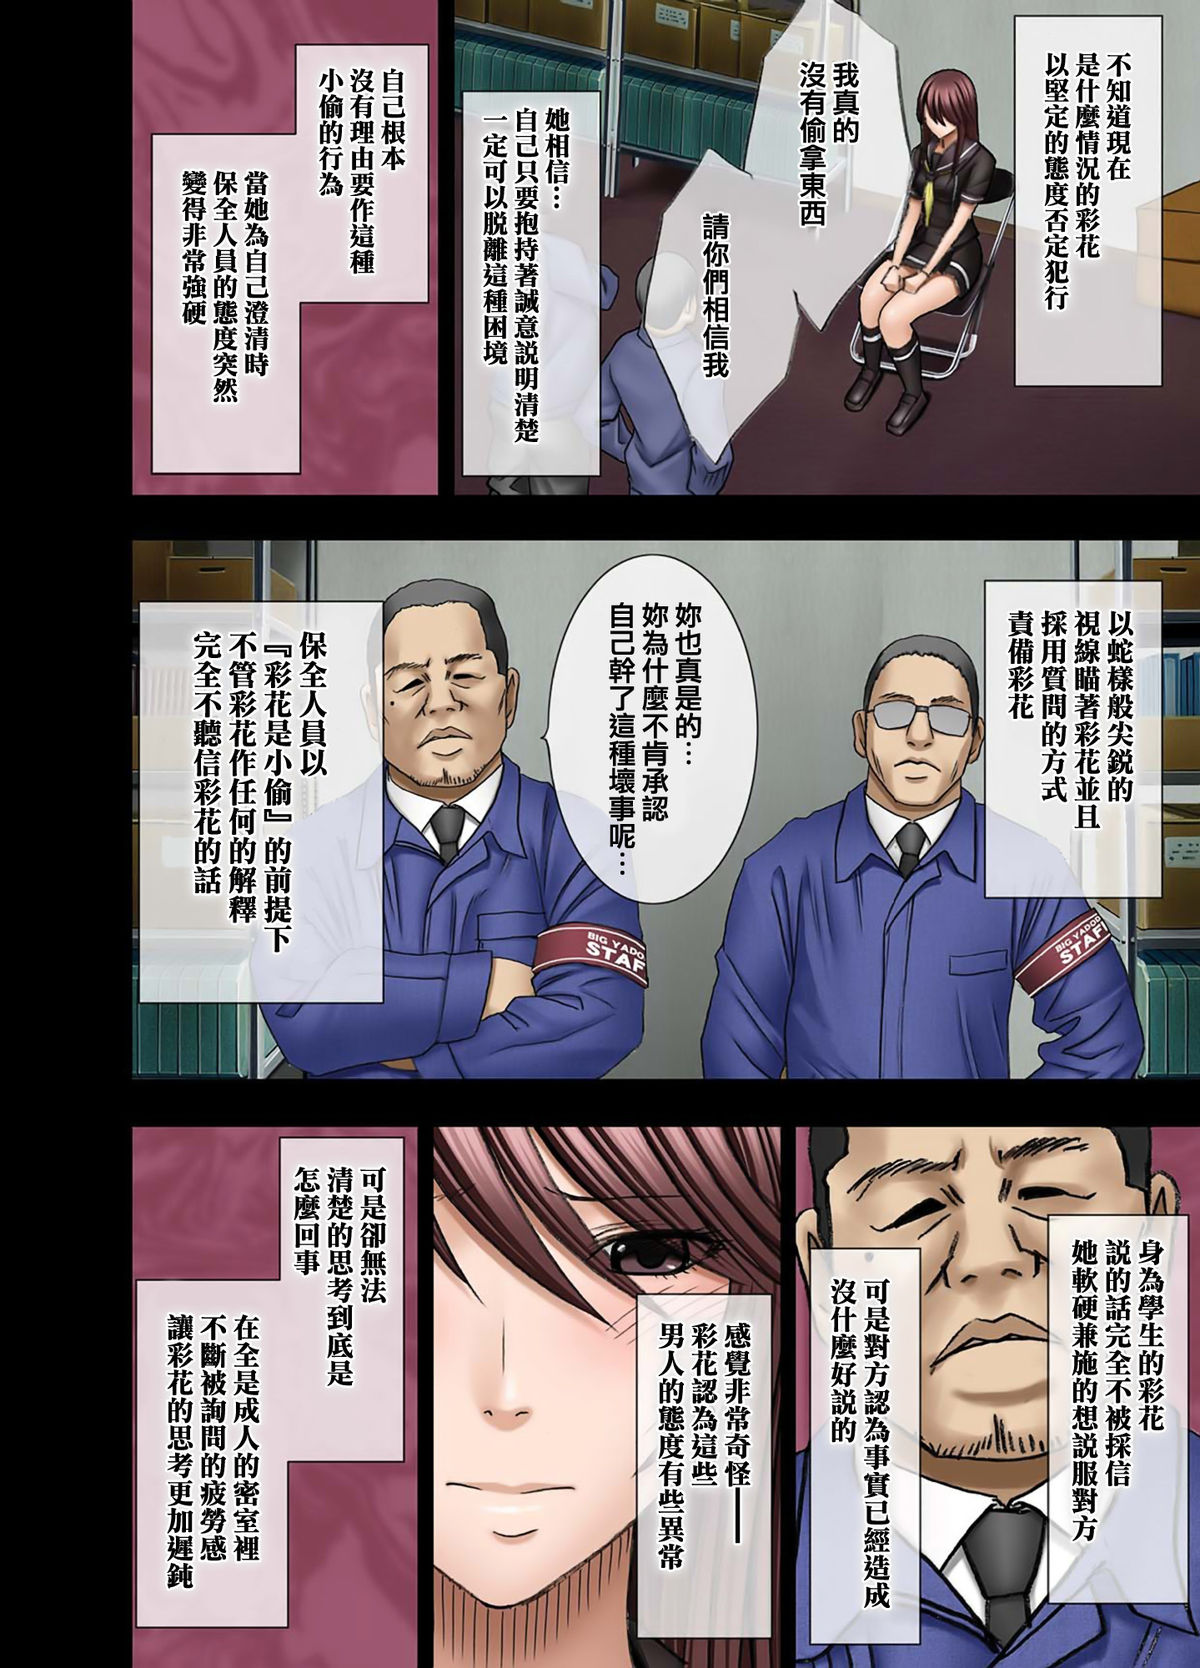 不知道現在
是什麼情況的彩花
以堅定的態度否定犯行
我真的
沒有偷拿東西
請你們相信我
她相信…
自己只要抱持著誠意説明清楚
一定可以脱離這種困境
自己根本
沒有理由要作這種
小偷的行為
當她為自己澄清時
保全人員的態度突然
變得非常強硬
以蛇樣般尖鋭的
視線瞄著彩花並且
採用質問的方式
責備彩花
妳也真是的…
妳為什麼不肯承認
自己幹了這種壞事呢…
保全人員以
『彩花是小偷』的前提下
不管彩花作任何的解釋
完全不聽信彩花的話
BIG YADOD
STAF
BIG YADOD
STAF
身為學生的彩花
説的話完全不被採信
她軟硬兼施的想説服對方
可是對方認為事實已經造成
沒什麼好説的
感覺非常奇怪——
彩花認為這些
男人的態度有些異常
可是卻無法
清楚的思考到底是
怎麼回事
在全是成人的密室裡
不斷被詢問的疲勞感
讓彩花的思考更加遲鈍